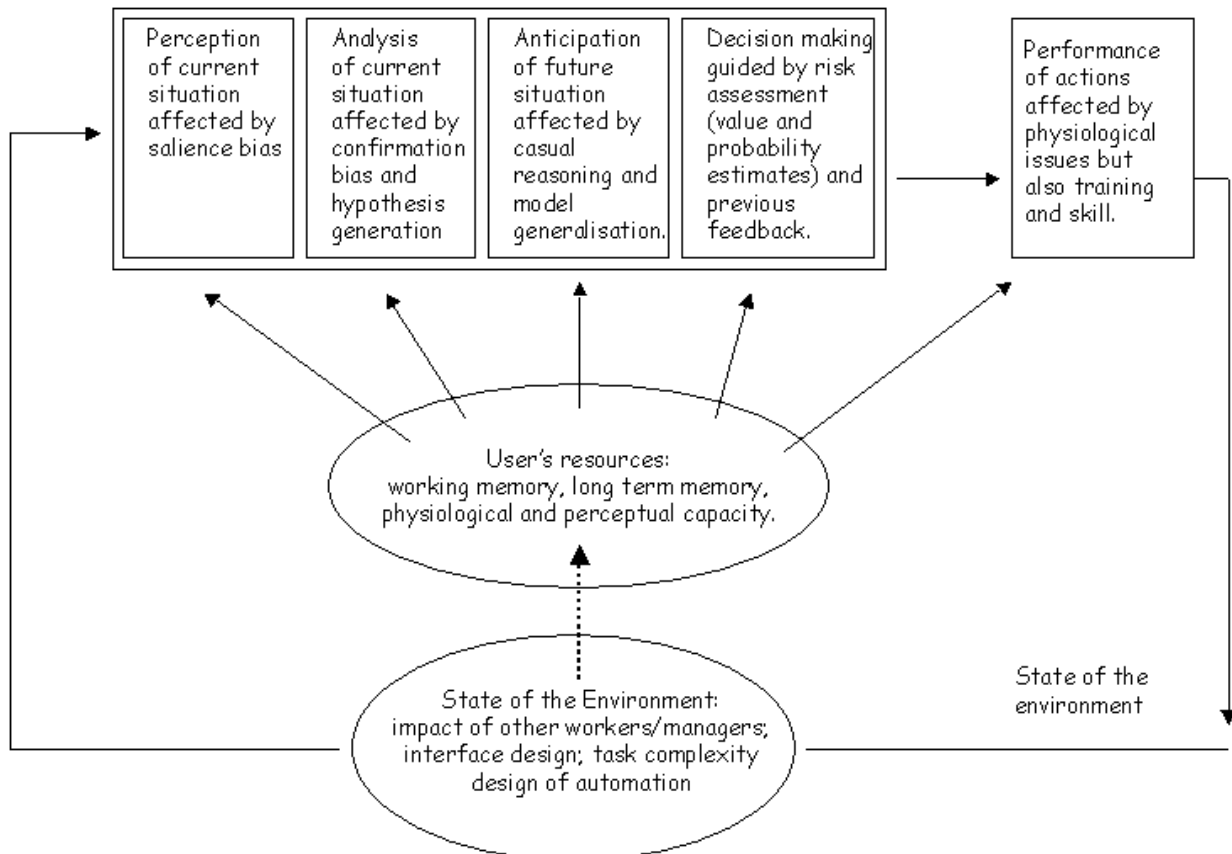 Perception
of current
situation
affected by
salience bias
Analysis
of current
situation
affected by
confirmation
bias and
hypothesis
generation
Anticipation
of future
situation
affected by
casual
reasoning and
model
generalisation.
Decision making
guided by risk
assessment
(value and
probability
estimates) and
previous
feedback.
Performance
of actions
affected by
physiological
issues but
also training
and skill.
User's resources:
working memory, long term memory,
physiological and perceptual capacity.
State of the Environment:
impact of other workers/managers;
interface design; task complexity
design of automation
State of the
environment